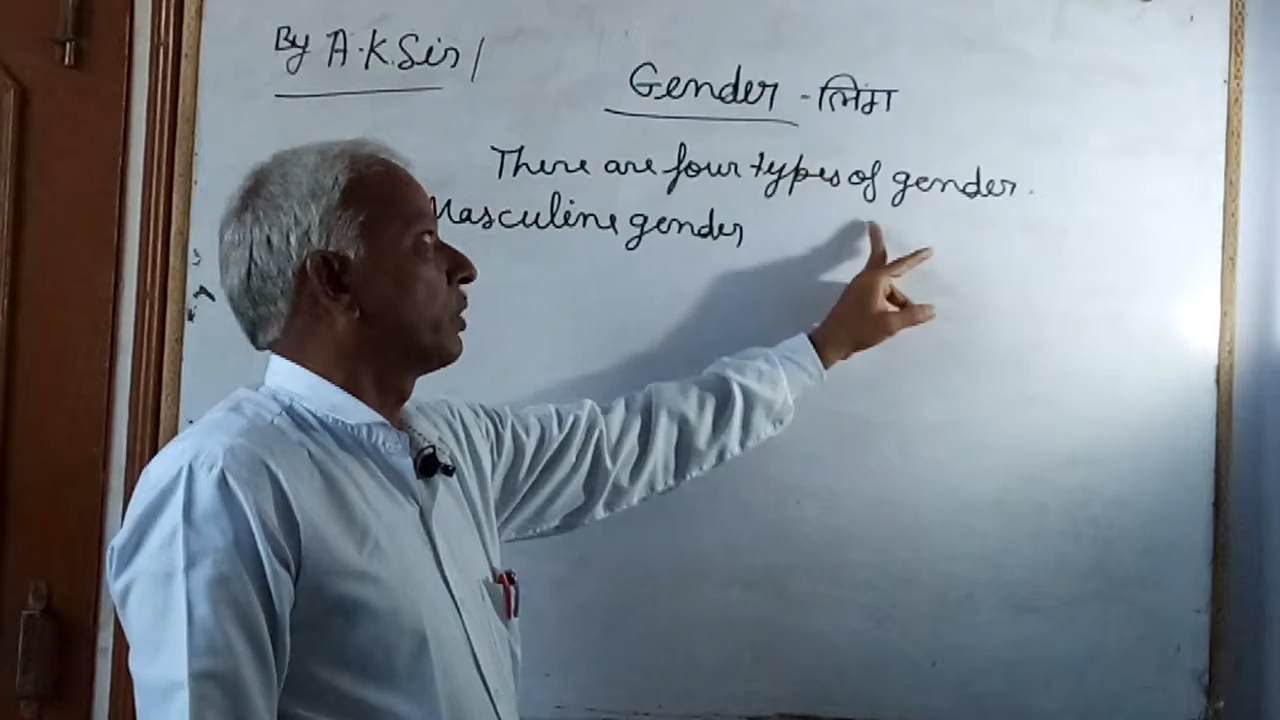 By A.K.Sir
Gender - लिंग
There are four types of gender.
Masculine gender